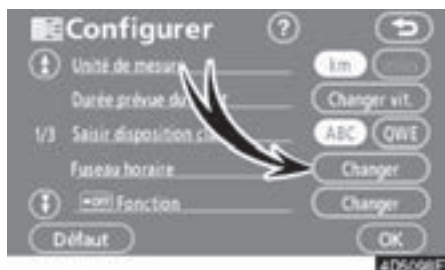 Configurer ?
Unité de mesure km
Durée prévue du Changer vit.
1/3 Saisir disposition ABC QWE
Fuseau horaire Changer
OFF Fonction Changer
Défaut OK